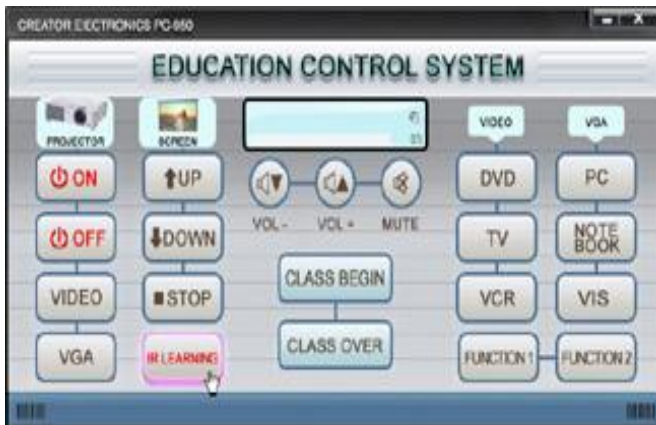 CREATOR ELECTRONICS PC-950
EDUCATION CONTROL SYSTEM
PROJECTOR
SCREEN
VIDEO
VGA
ON
UP
DVD
PC
VOL -
VOL +
MUTE
OFF
DOWN
TV
NOTE
BOOK
VIDEO
STOP
CLASS BEGIN
VCR
VIS
VGA
IR LEARNING
CLASS OVER
FUNCTION 1
FUNCTION 2